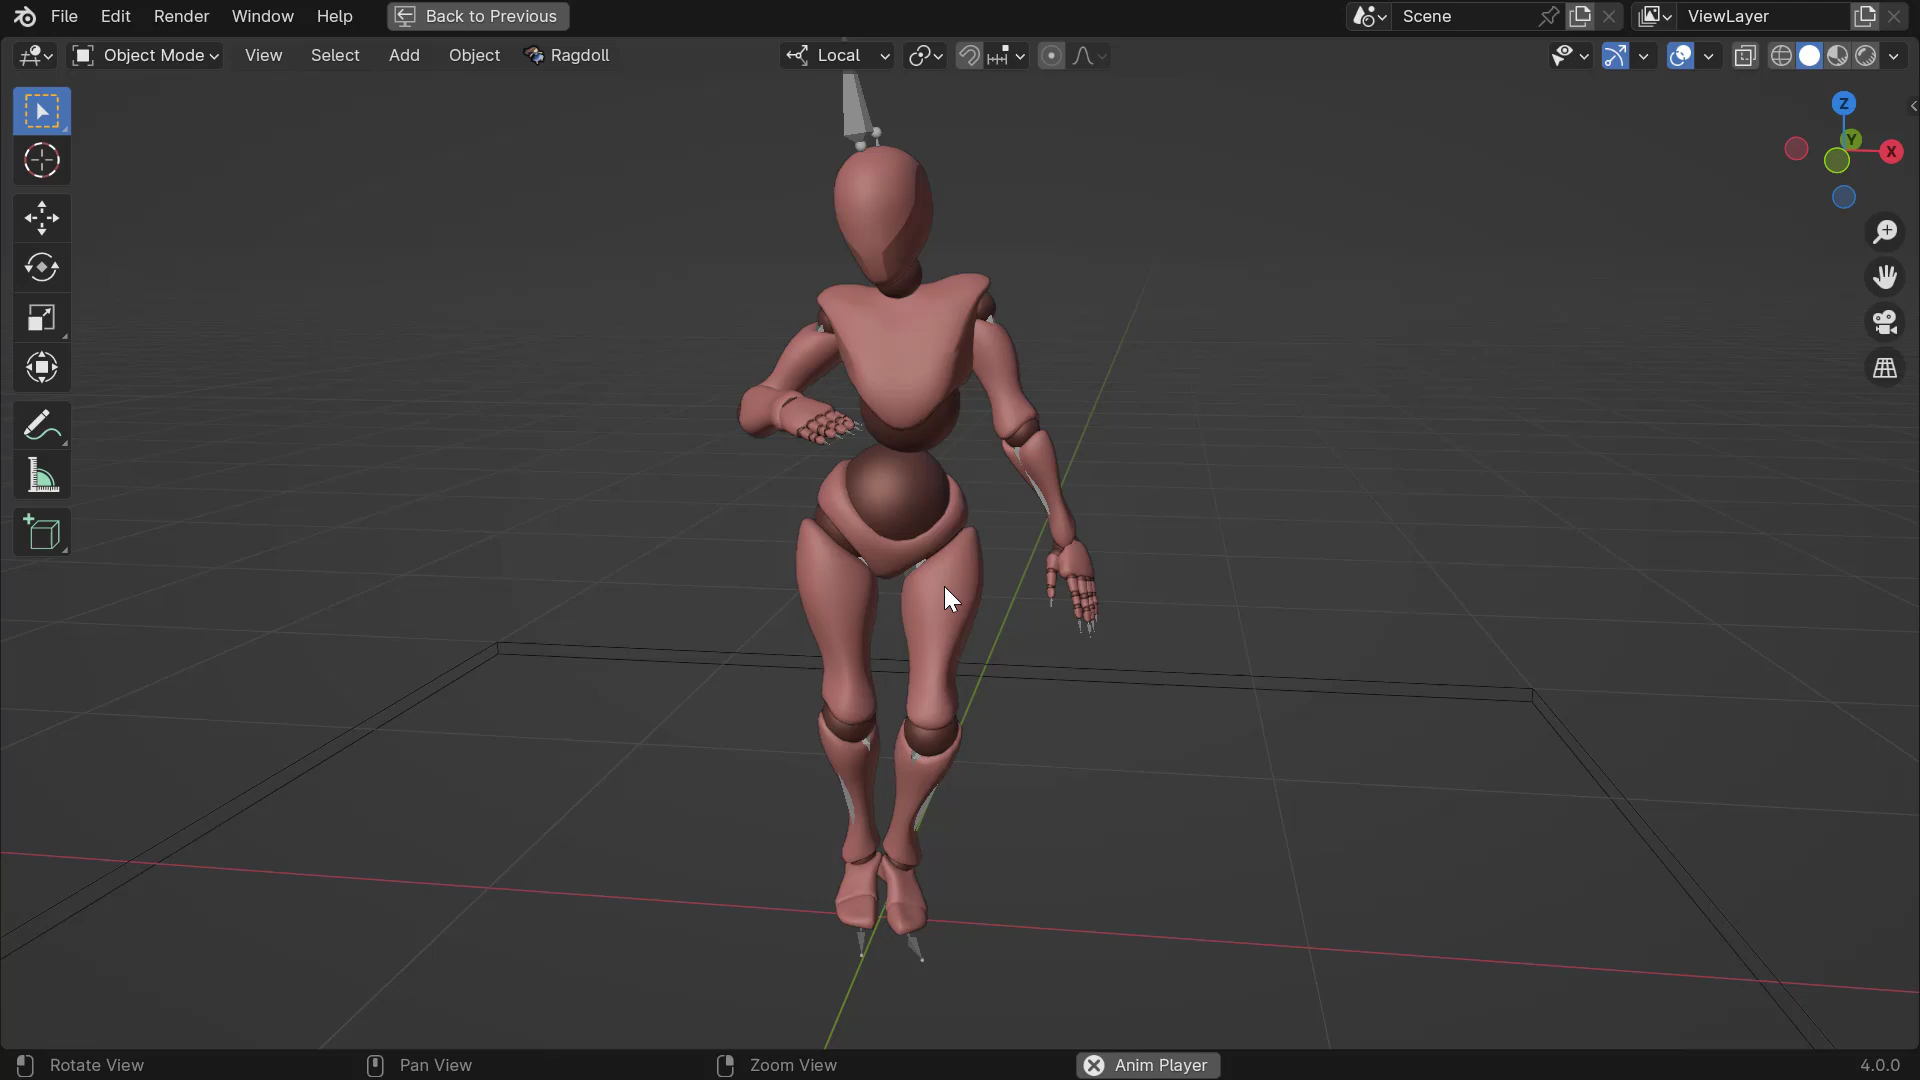 File Edit Render Window Help Back to Previous Scene ViewLayer
Object Mode View Select Add Object Ragdoll Local
Z
Y
X
Rotate View Pan View Zoom View Anim Player 4.0.0